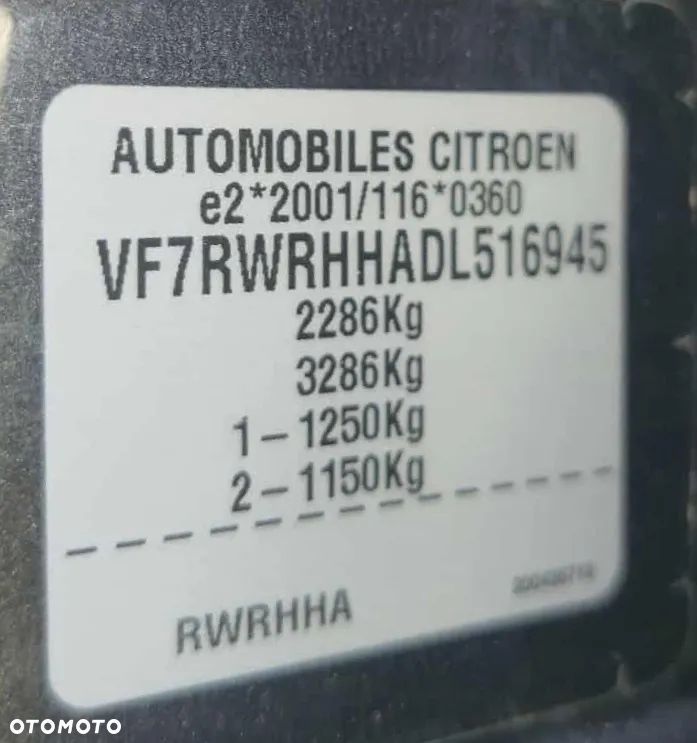 AUTOMOBILES CITROEN
e2*2001/116*0360
VF7RWRHHADL516945
2286Kg
3286Kg
1-1250Kg
2-1150Kg
RWRHHA
OTOMOTO